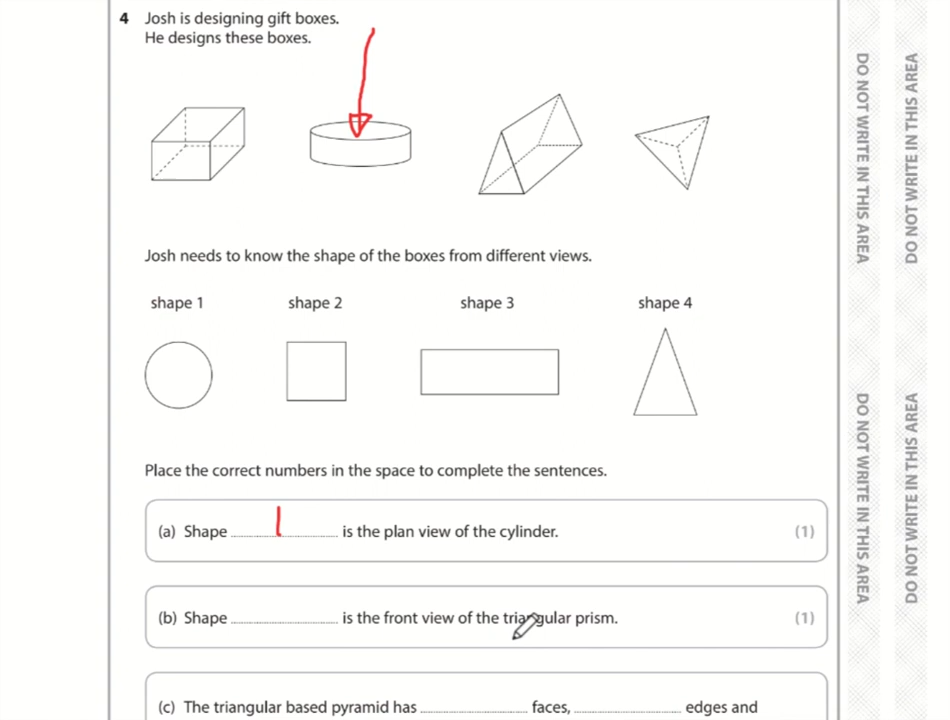 4 Josh is designing gift boxes.
He designs these boxes.
Josh needs to know the shape of the boxes from different views.
shape 1 shape 2 shape 3 shape 4
Place the correct numbers in the space to complete the sentences.
(a) Shape 1 is the plan view of the cylinder. (1)
(b) Shape is the front view of the triangular prism. (1)
(c) The triangular based pyramid has faces, edges and
DO NOT WRITE IN THIS AREA
DO NOT WRITE IN THIS AREA
DO NOT WRITE IN THIS AREA
DO NOT WRITE IN THIS AREA